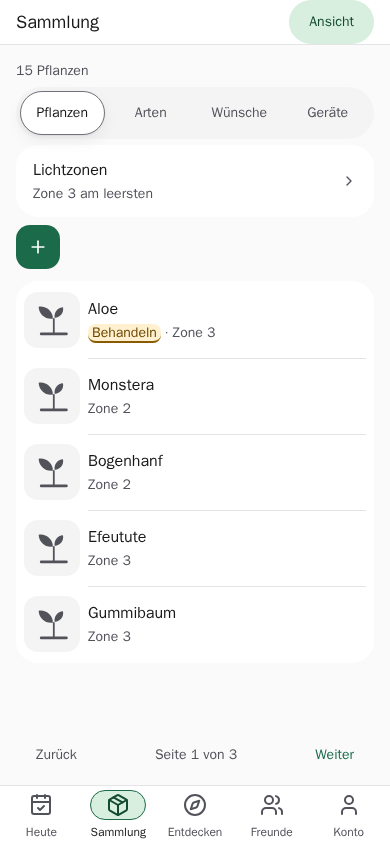 Sammlung
Ansicht
15 Pflanzen
Pflanzen Arten Wünsche Geräte
Lichtzonen
Zone 3 am leersten
Aloe
Behandeln · Zone 3
Monstera
Zone 2
Bogenhanf
Zone 2
Efeutute
Zone 3
Gummibaum
Zone 3
Zurück Seite 1 von 3 Weiter
Heute Sammlung Entdecken Freunde Konto